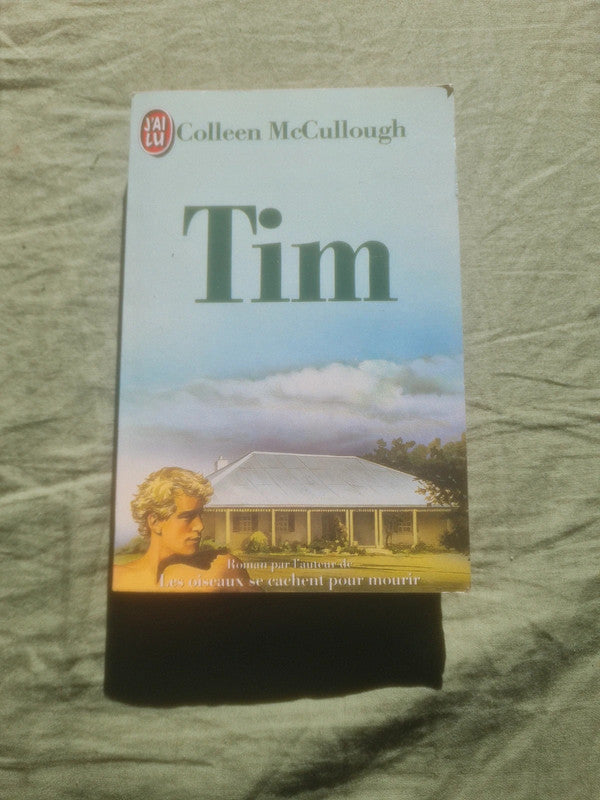 J'AI
LU
Colleen McCullough
Tim
Roman par l'auteur de
Les oiseaux se cachent pour mourir